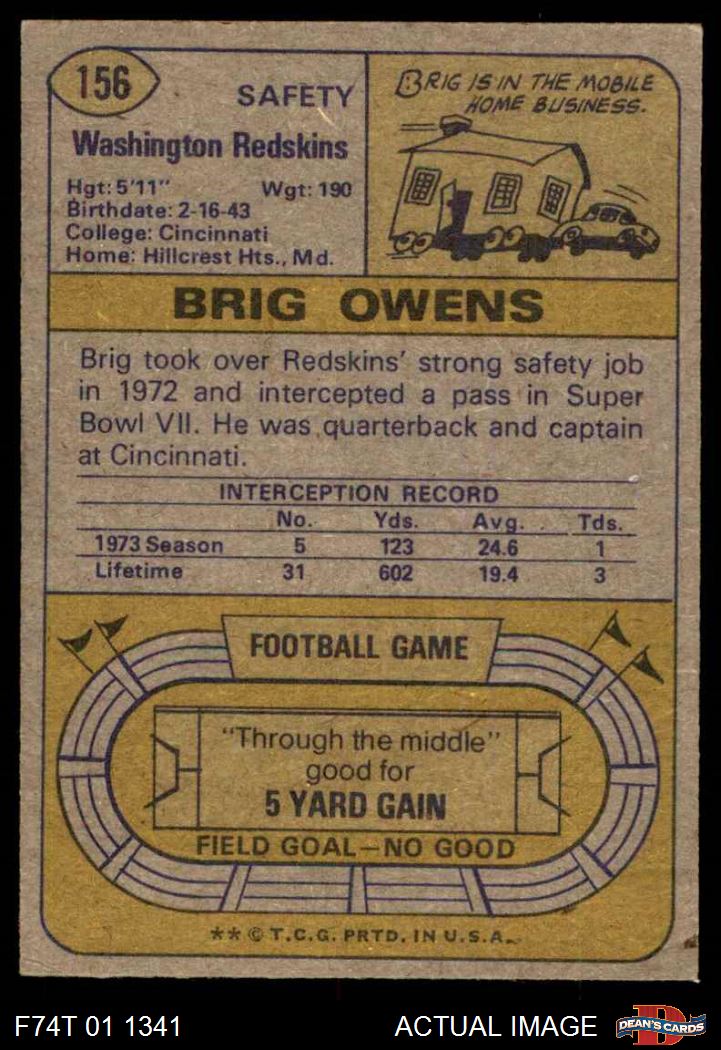 156
SAFETY
Washington Redskins
Hgt: 5'11" Wgt: 190
Birthdate: 2-16-43
College: Cincinnati
Home: Hillcrest Hts., Md.
BRIG IS IN THE MOBILE
HOME BUSINESS.
BRIG OWENS
Brig took over Redskins' strong safety job
in 1972 and intercepted a pass in Super
Bowl VII. He was quarterback and captain
at Cincinnati.
INTERCEPTION RECORD
No. Yds. Avg. Tds.
1973 Season 5 123 24.6 1
Lifetime 31 602 19.4 3
FOOTBALL GAME
"Through the middle"
good for
5 YARD GAIN
FIELD GOAL—NO GOOD
** © T.C.G. PRTD. IN U.S.A.
F74T 01 1341 ACTUAL IMAGE D DEAN'S CARDS